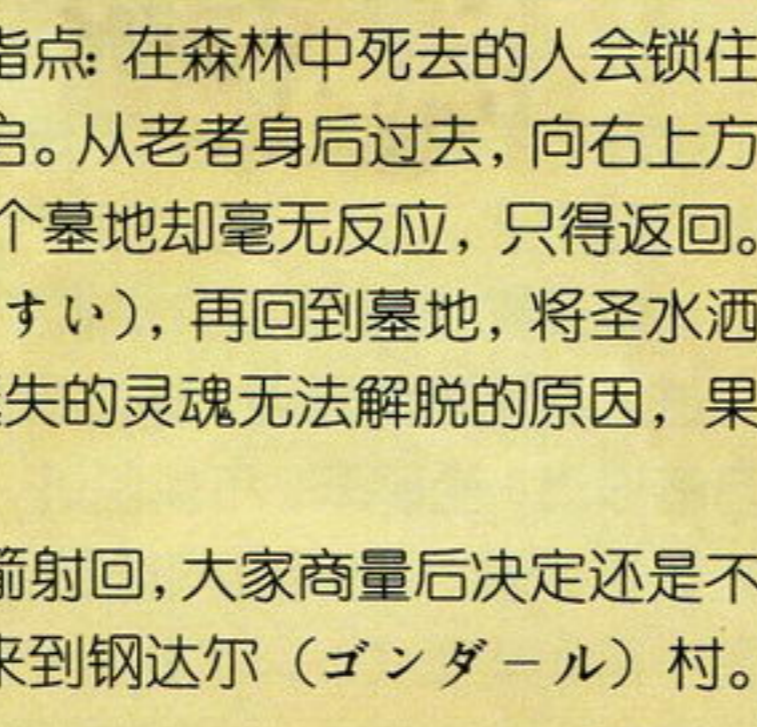 指点: 在森林中死去的人会锁住
启。从老者身后过去，向右上方
个墓地却毫无反应，只得返回。
すい)，再回到墓地，将圣水洒
失的灵魂无法解脱的原因，果
箭射回，大家商量后决定还是不
来到钢达尔（ゴンダール）村。